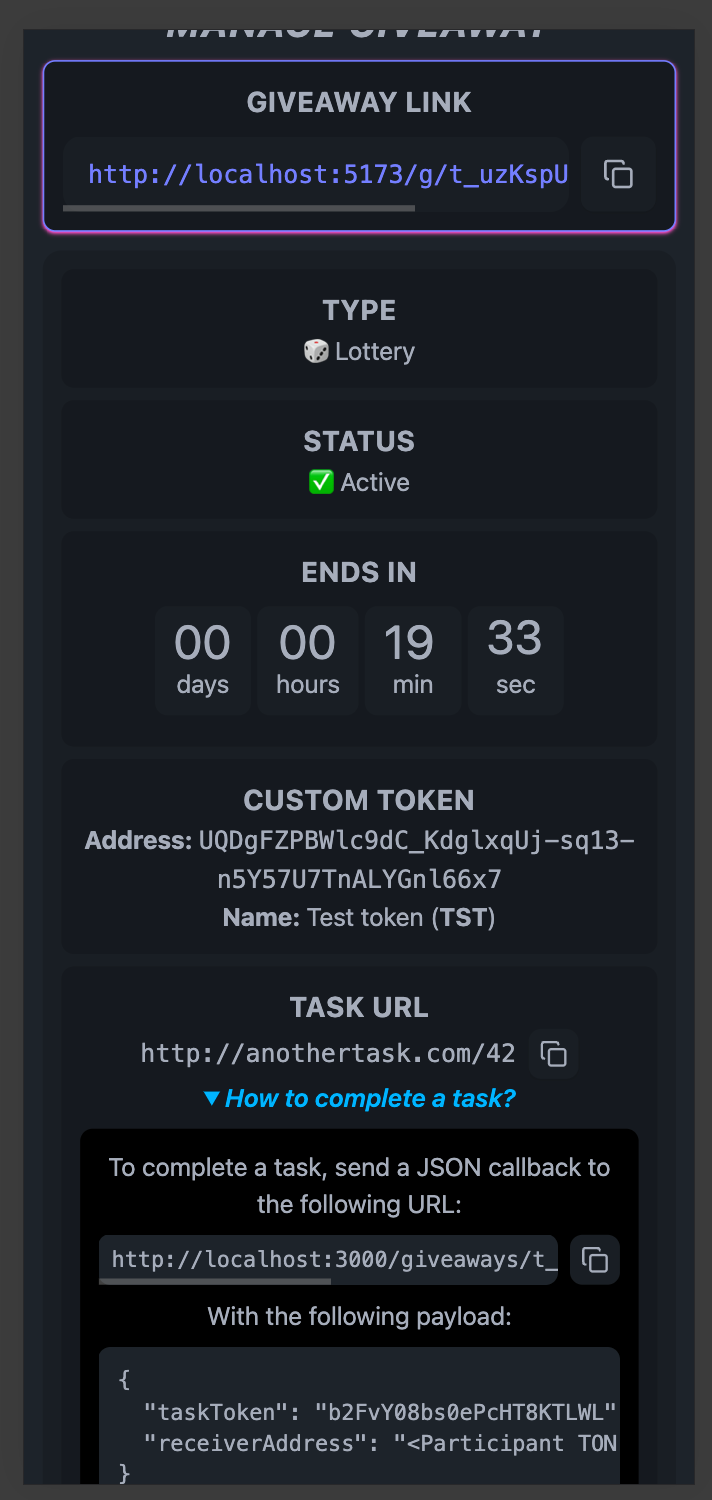 MANAGE GIVEAWAY
GIVEAWAY LINK
http://localhost:5173/g/t_uzKspU
TYPE
🎲 Lottery
STATUS
✅ Active
ENDS IN
00 00 19 33
days hours min sec
CUSTOM TOKEN
Address: UQDgFZPBWlc9dC_KdglxqUj-sq13-
n5Y57U7TnALYGnl66x7
Name: Test token (TST)
TASK URL
http://anothertask.com/42
▼ How to complete a task?
To complete a task, send a JSON callback to
the following URL:
http://localhost:3000/giveaways/t_
With the following payload:
{
"taskToken": "b2FvY08bs0ePcHT8KTLWL"
"receiverAddress": "<Participant TON
}